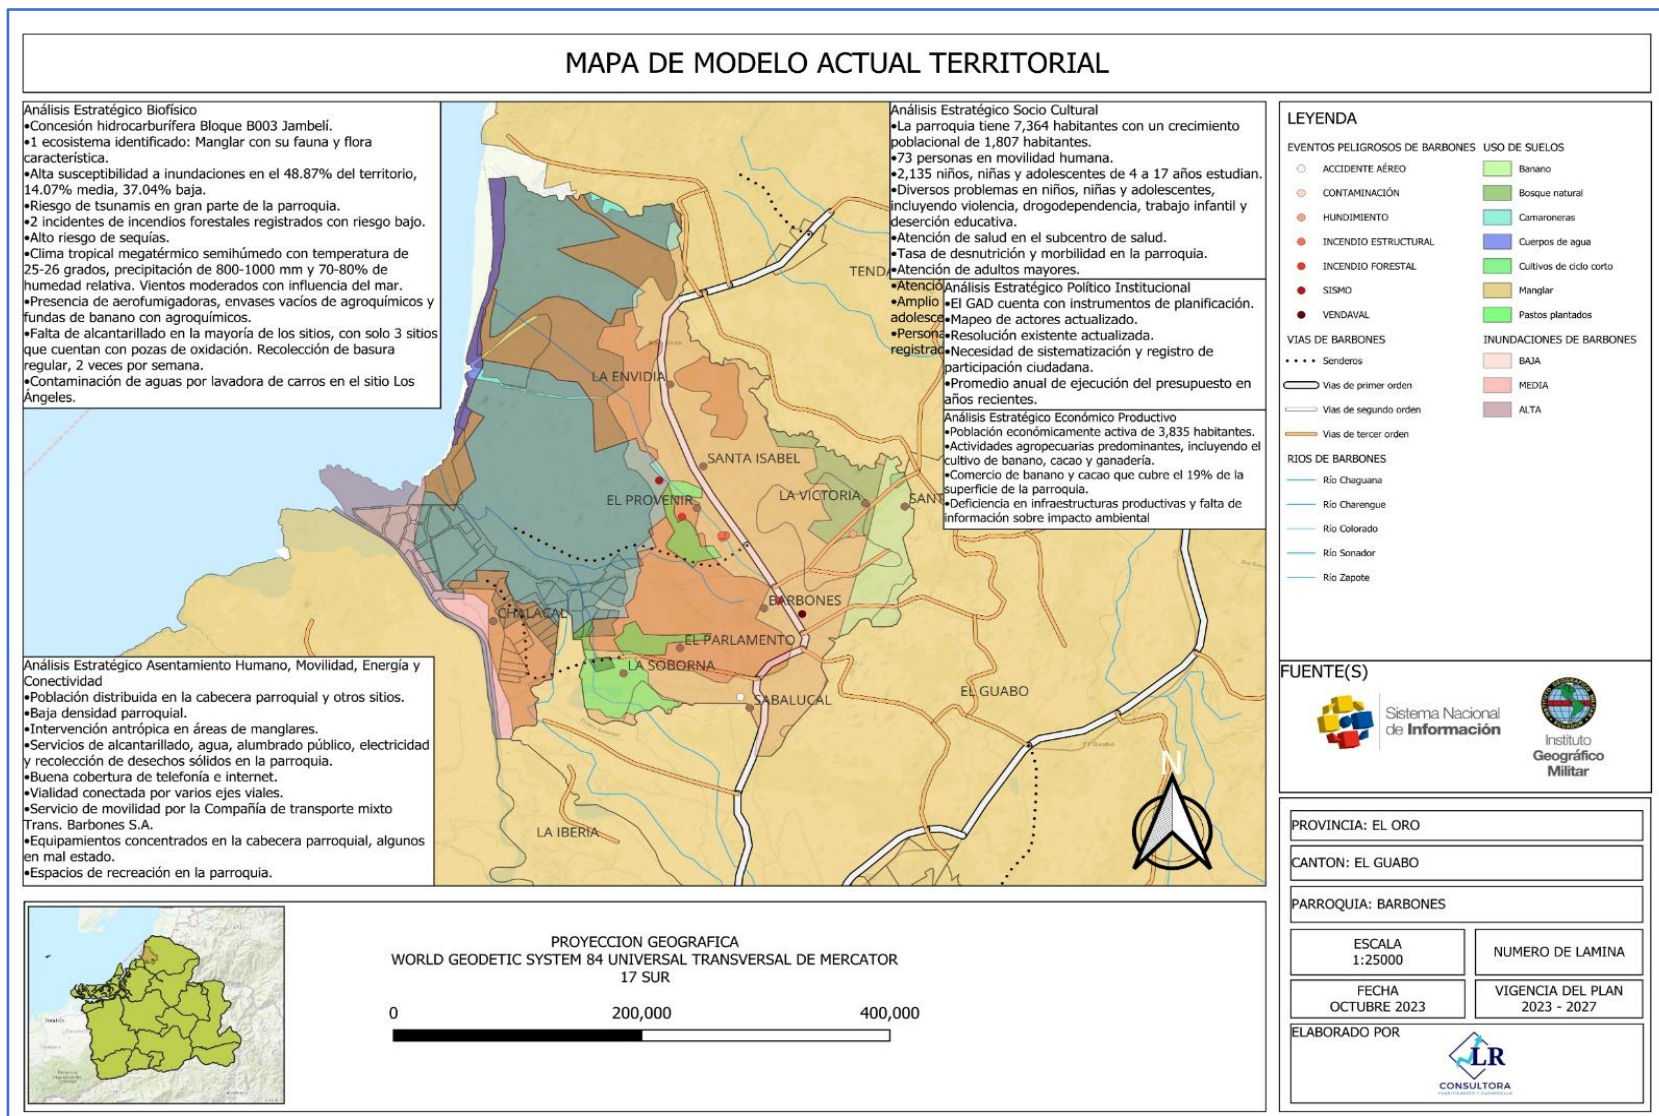 MAPA DE MODELO ACTUAL TERRITORIAL
Análisis Estratégico Biofísico
•Concesión hidrocarburífera Bloque B003 Jambelí.
•1 ecosistema identificado: Manglar con su fauna y flora
característica.
•Alta susceptibilidad a inundaciones en el 48.87% del territorio,
14.07% media, 37.04% baja.
•Riesgo de tsunamis en gran parte de la parroquia.
•2 incidentes de incendios forestales registrados con riesgo bajo.
•Alto riesgo de sequías.
•Clima tropical megatérmico semihúmedo con temperatura de
25-26 grados, precipitación de 800-1000 mm y 70-80% de
humedad relativa. Vientos moderados con influencia del mar.
•Presencia de aerofumigadoras, envases vacíos de agroquímicos y
fundas de banano con agroquímicos.
•Falta de alcantarillado en la mayoría de los sitios, con solo 3 sitios
que cuentan con pozas de oxidación. Recolección de basura
regular, 2 veces por semana.
•Contaminación de aguas por lavadora de carros en el sitio Los
Ángeles.
Análisis Estratégico Socio Cultural
•La parroquia tiene 7,364 habitantes con un crecimiento
poblacional de 1,807 habitantes.
•73 personas en movilidad humana.
•2,135 niños, niñas y adolescentes de 4 a 17 años estudian.
•Diversos problemas en niños, niñas y adolescentes,
incluyendo violencia, drogodependencia, trabajo infantil y
deserción educativa.
•Atención de salud en el subcentro de salud.
•Tasa de desnutrición y morbilidad en la parroquia.
•Atención de adultos mayores.
•Atenció
•Amplio
adolesce
•Persona
registrad
Análisis Estratégico Político Institucional
•El GAD cuenta con instrumentos de planificación.
•Mapeo de actores actualizado.
•Resolución existente actualizada.
•Necesidad de sistematización y registro de
participación ciudadana.
•Promedio anual de ejecución del presupuesto en
años recientes.
Análisis Estratégico Económico Productivo
•Población económicamente activa de 3,835 habitantes.
•Actividades agropecuarias predominantes, incluyendo el
cultivo de banano, cacao y ganadería.
•Comercio de banano y cacao que cubre el 19% de la
superficie de la parroquia.
•Deficiencia en infraestructuras productivas y falta de
información sobre impacto ambiental
TENDA
LA ENVIDIA
SANTA ISABEL
EL PROVENIR
LA VICTORIA
SANT
BARBONES
CHALACAL
EL PARLAMENTO
LA SOBORNA
SABALUCAL
EL GUABO
El Guabo
LA IBERIA
N
Análisis Estratégico Asentamiento Humano, Movilidad, Energía y
Conectividad
•Población distribuida en la cabecera parroquial y otros sitios.
•Baja densidad parroquial.
•Intervención antrópica en áreas de manglares.
•Servicios de alcantarillado, agua, alumbrado público, electricidad
y recolección de desechos sólidos en la parroquia.
•Buena cobertura de telefonía e internet.
•Vialidad conectada por varios ejes viales.
•Servicio de movilidad por la Compañía de transporte mixto
Trans. Barbones S.A.
•Equipamientos concentrados en la cabecera parroquial, algunos
en mal estado.
•Espacios de recreación en la parroquia.
LEYENDA
EVENTOS PELIGROSOS DE BARBONES
ACCIDENTE AÉREO
CONTAMINACIÓN
HUNDIMIENTO
INCENDIO ESTRUCTURAL
INCENDIO FORESTAL
SISMO
VENDAVAL
VIAS DE BARBONES
Senderos
Vias de primer orden
Vias de segundo orden
Vias de tercer orden
RIOS DE BARBONES
Río Chaguana
Río Charengue
Río Colorado
Río Sonador
Río Zapote
USO DE SUELOS
Banano
Bosque natural
Camaroneras
Cuerpos de agua
Cultivos de ciclo corto
Manglar
Pastos plantados
INUNDACIONES DE BARBONES
BAJA
MEDIA
ALTA
FUENTE(S)
Sistema Nacional
de Información
Instituto
Geográfico
Militar
PROVINCIA: EL ORO
CANTON: EL GUABO
PARROQUIA: BARBONES
ESCALA
1:25000
NUMERO DE LAMINA
FECHA
OCTUBRE 2023
VIGENCIA DEL PLAN
2023 - 2027
ELABORADO POR
LR
CONSULTORA
PROYECCION GEOGRAFICA
WORLD GEODETIC SYSTEM 84 UNIVERSAL TRANSVERSAL DE MERCATOR
17 SUR
0 200,000 400,000